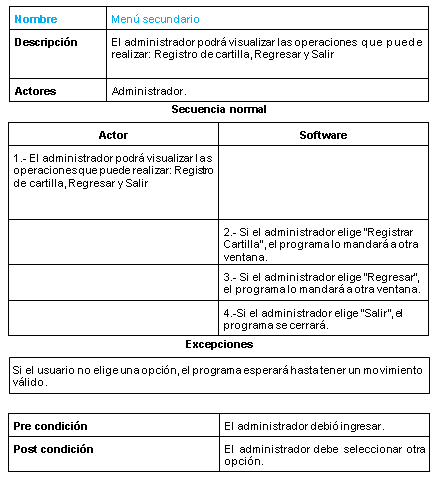 Nombre
Menú secundario
Descripción
El administrador podrá visualizar las operaciones que puede
realizar: Registro de cartilla, Regresar y Salir
Actores
Administrador.
Secuencia normal
Actor
Software
1.- El administrador podrá visualizar las
operaciones que puede realizar: Registro
de cartilla, Regresar y Salir
2.- Si el administrador elige "Registrar
Cartilla", el programa lo mandará a otra
ventana.
3.- Si el administrador elige "Regresar",
el programa lo mandará a otra ventana.
4.-Si el administrador elige "Salir", el
programa se cerrará.
Excepciones
Si el usuario no elige una opción, el programa esperará hasta tener un movimiento
válido.
Pre condición
El administrador debió ingresar.
Post condición
El administrador debe seleccionar otra
opción.